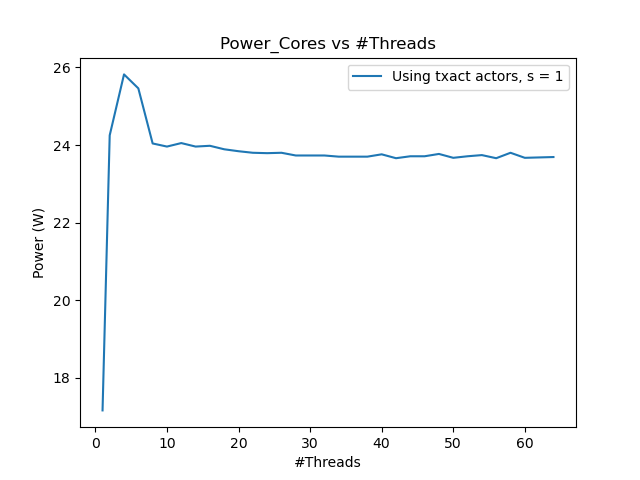 Power_Cores vs #Threads
Using txact actors, s = 1
26
24
22
20
18
Power (W)
0 10 20 30 40 50 60
#Threads